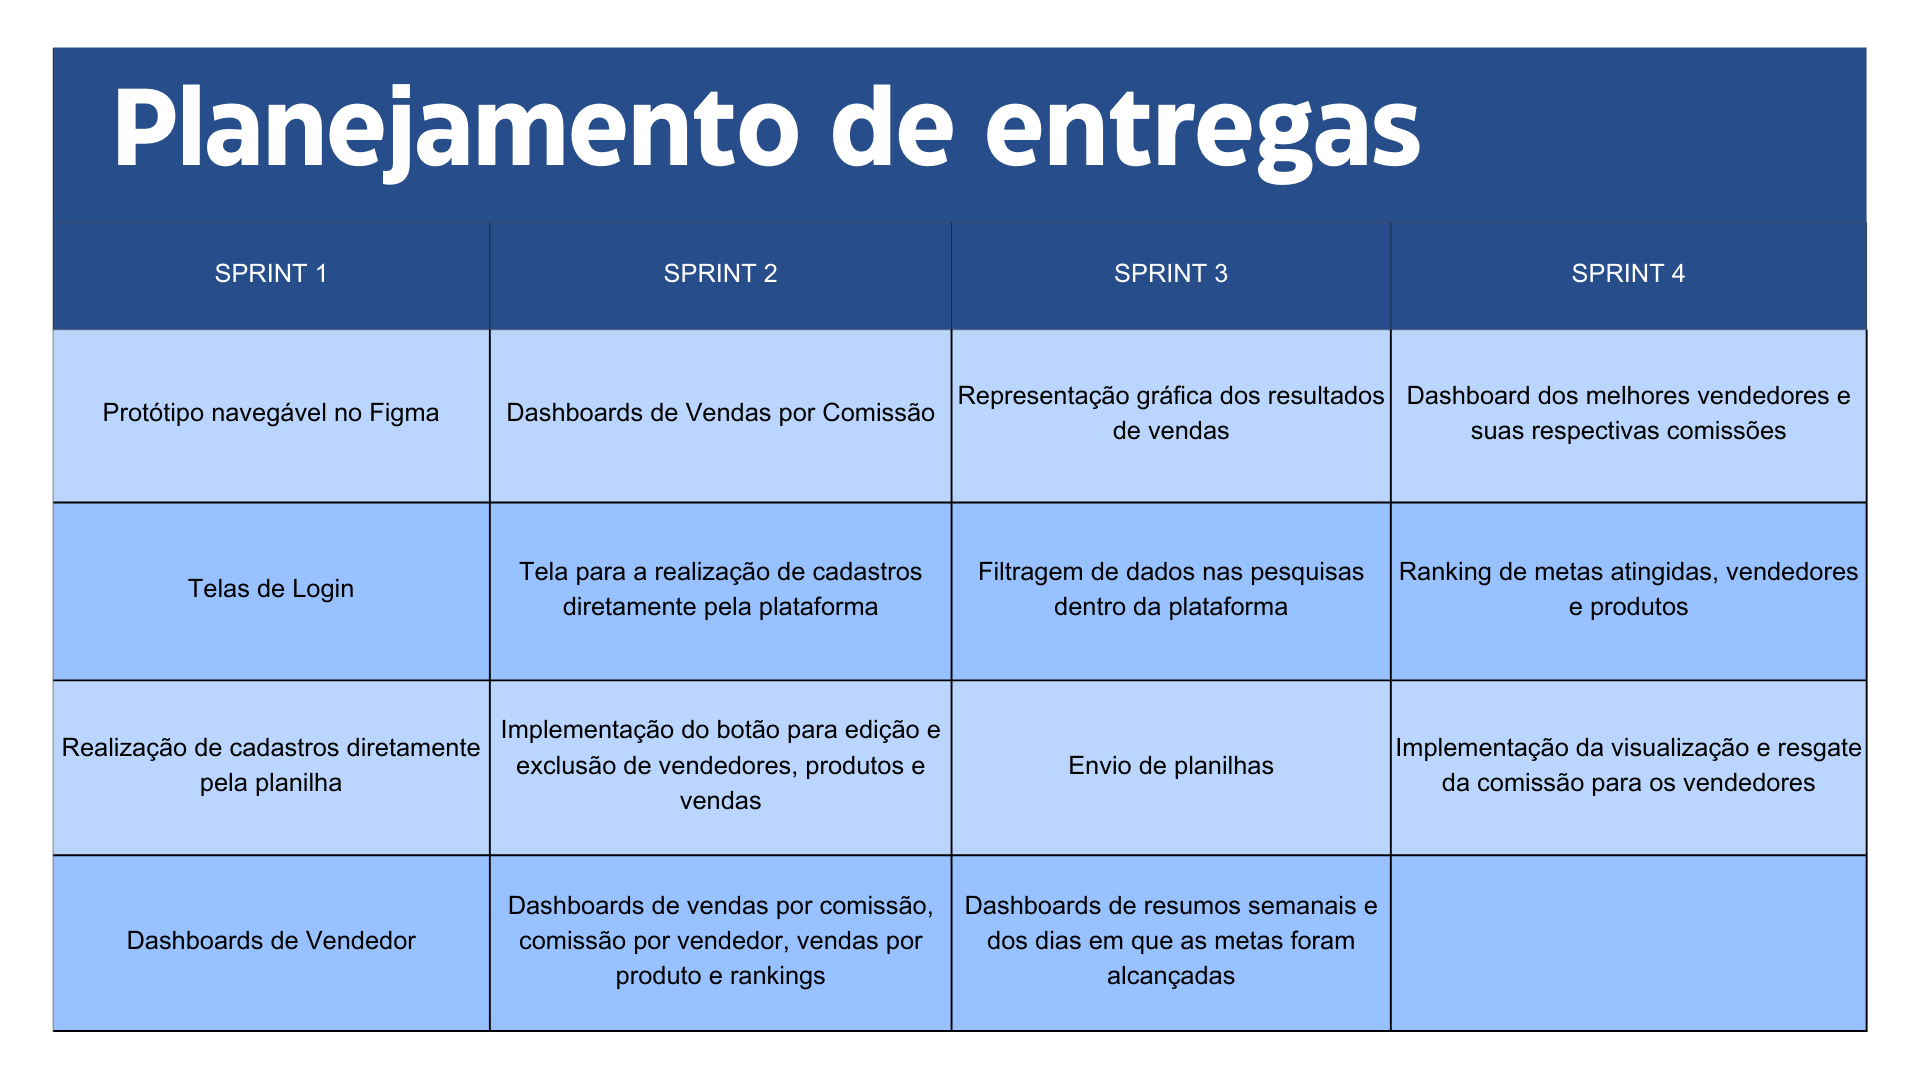 Planejamento de entregas
SPRINT 1
SPRINT 2
SPRINT 3
SPRINT 4
Protótipo navegável no Figma
Dashboards de Vendas por Comissão
Representação gráfica dos resultados
de vendas
Dashboard dos melhores vendedores e
suas respectivas comissões
Telas de Login
Tela para a realização de cadastros
diretamente pela plataforma
Filtragem de dados nas pesquisas
dentro da plataforma
Ranking de metas atingidas, vendedores
e produtos
Realização de cadastros diretamente
pela planilha
Implementação do botão para edição e
exclusão de vendedores, produtos e
vendas
Envio de planilhas
Implementação da visualização e resgate
da comissão para os vendedores
Dashboards de Vendedor
Dashboards de vendas por comissão,
comissão por vendedor, vendas por
produto e rankings
Dashboards de resumos semanais e
dos dias em que as metas foram
alcançadas